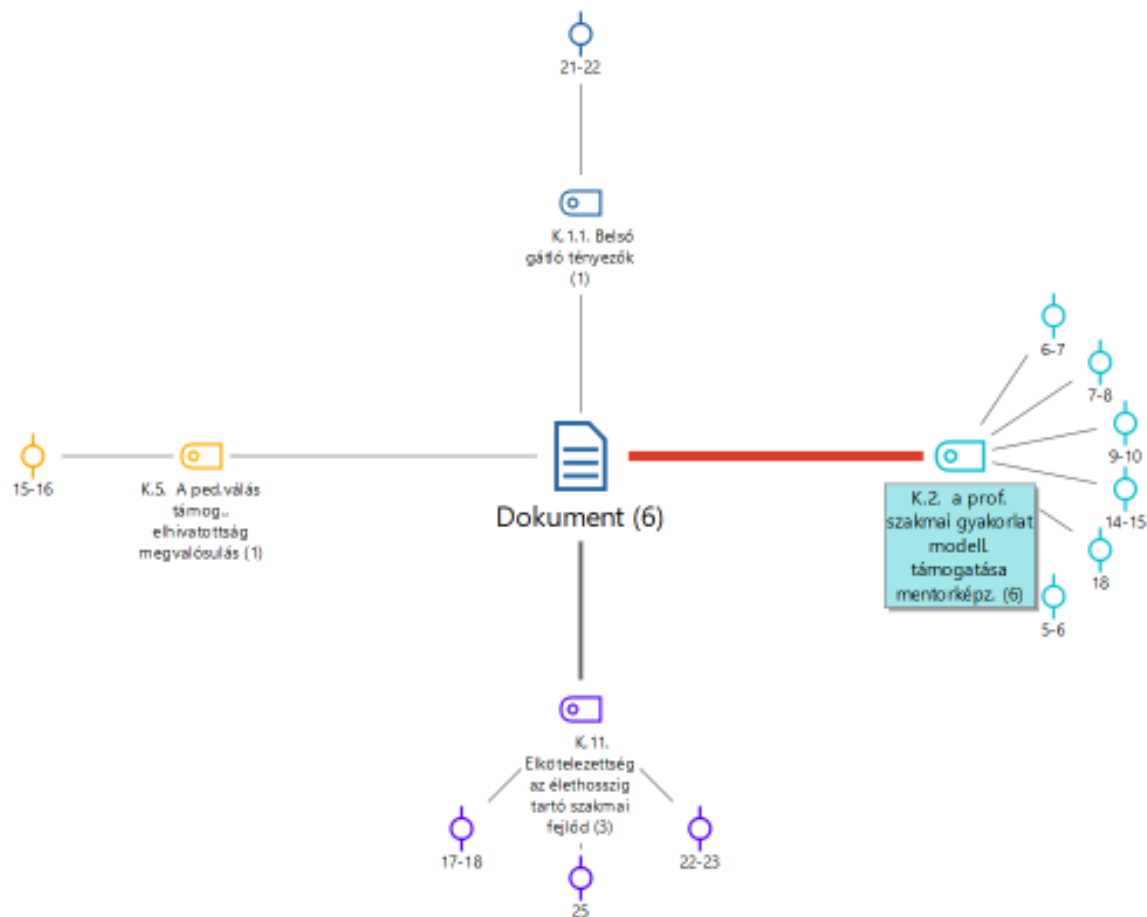 21-22
K.1.1. Belső
gátló tényezők
(1)
6-7
7-8
9-10
14-15
18
5-6
K.2. a prof.
szakmai gyakorlat
modell.
támogatása
mentorképz. (6)
Dokument (6)
15-16
K.5. A ped.válás
támog..
elhivatottság
megvalósulás (1)
K.11.
Elkötelezettség
az élethosszig
tartó szakmai
fejlőd (3)
17-18
25
22-23